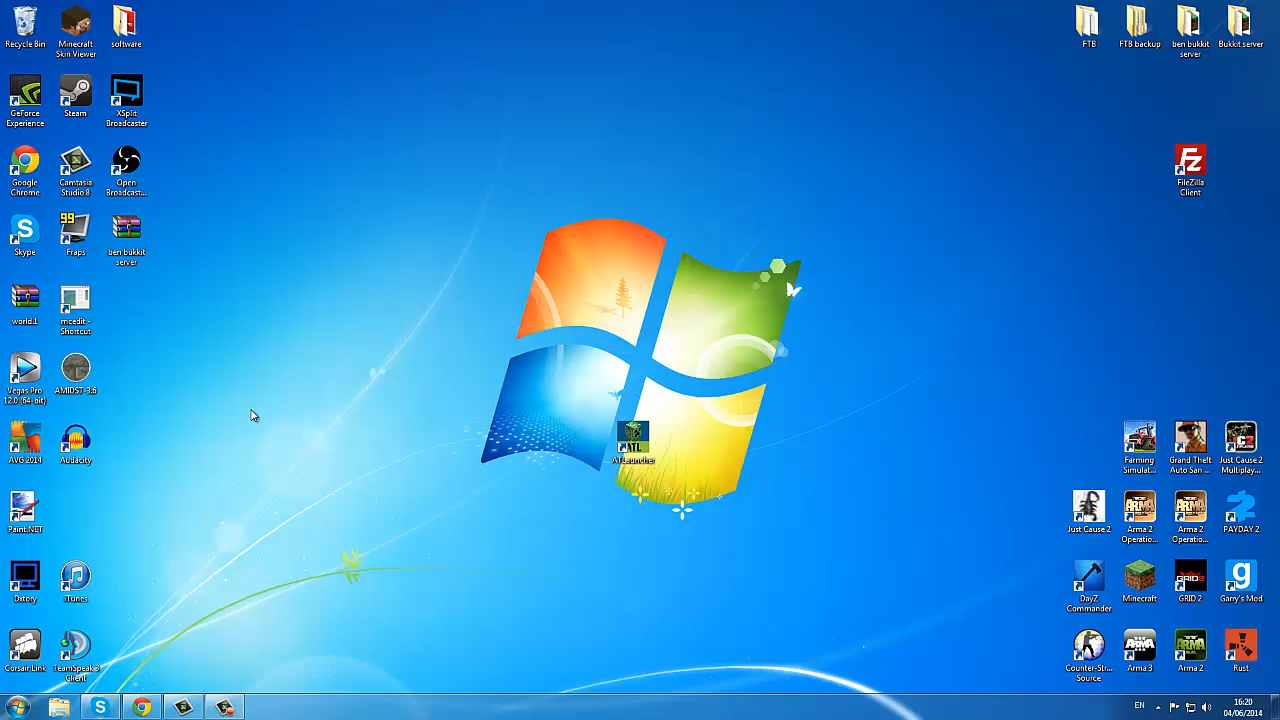 Recycle Bin
Minecraft
Skin Viewer
software
FTB
FTB backup
ben bukkit
server
Bukkit server
GeForce
Experience
Steam
XSplit
Broadcaster
Google
Chrome
Camtasia
Studio 8
Open
Broadcast...
FZ
FileZilla
Client
Skype
99
Fraps
ben bukkit
server
world.1
mcedit -
Shortcut
Vegas Pro
12.0 (64-bit)
AMIDST-3.6
AVG 2014
Audacity
ATL
ATLauncher
Farming
Simulat...
Grand Theft
Auto San ...
Just Cause 2
Multiplay...
Paint.NET
Just Cause 2
Arma 2
Operatio...
Arma 2
Operatio...
PAYDAY 2
Dxtory
iTunes
DayZ
Commander
Minecraft
GRID 2
Garry's Mod
Corsair Link
TeamSpeak 3
Client
Counter-Str...
Source
Arma 3
Arma 2
Rust
EN
16:20
04/06/2014